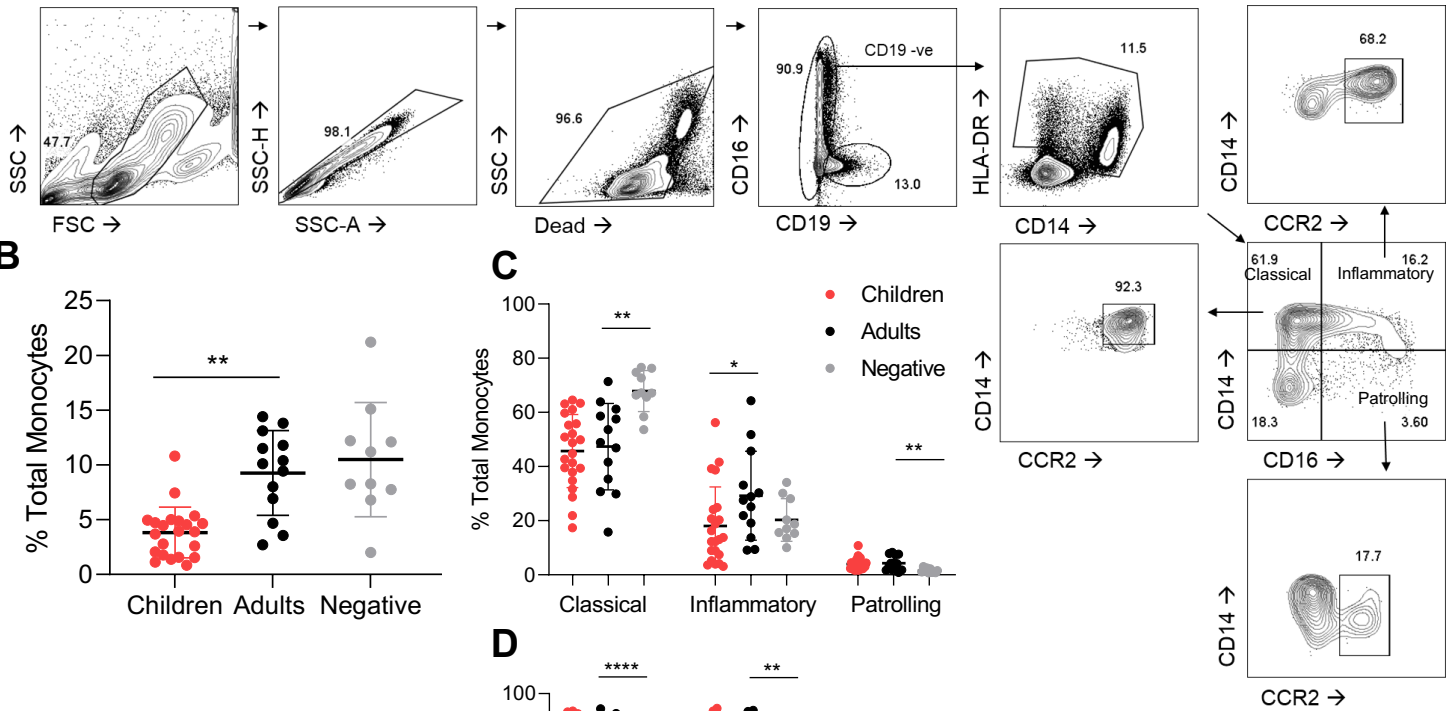 47.7
SSC →
FSC →
98.1
SSC-H →
SSC-A →
96.6
SSC →
Dead →
90.9
CD19 -ve
13.0
CD16 →
CD19 →
11.5
HLA-DR →
CD14 →
68.2
CD14 →
CCR2 →
61.9
16.2
Classical
Inflammatory
Patrolling
18.3
3.60
CD14 →
CD16 →
92.3
CD14 →
CCR2 →
17.7
CD14 →
CCR2 →
B
% Total Monocytes
25
20
15
10
5
0
**
Children
Adults
Negative
C
% Total Monocytes
100
80
60
40
20
0
**
*
**
Children
Adults
Negative
Classical
Inflammatory
Patrolling
D
100
****
**